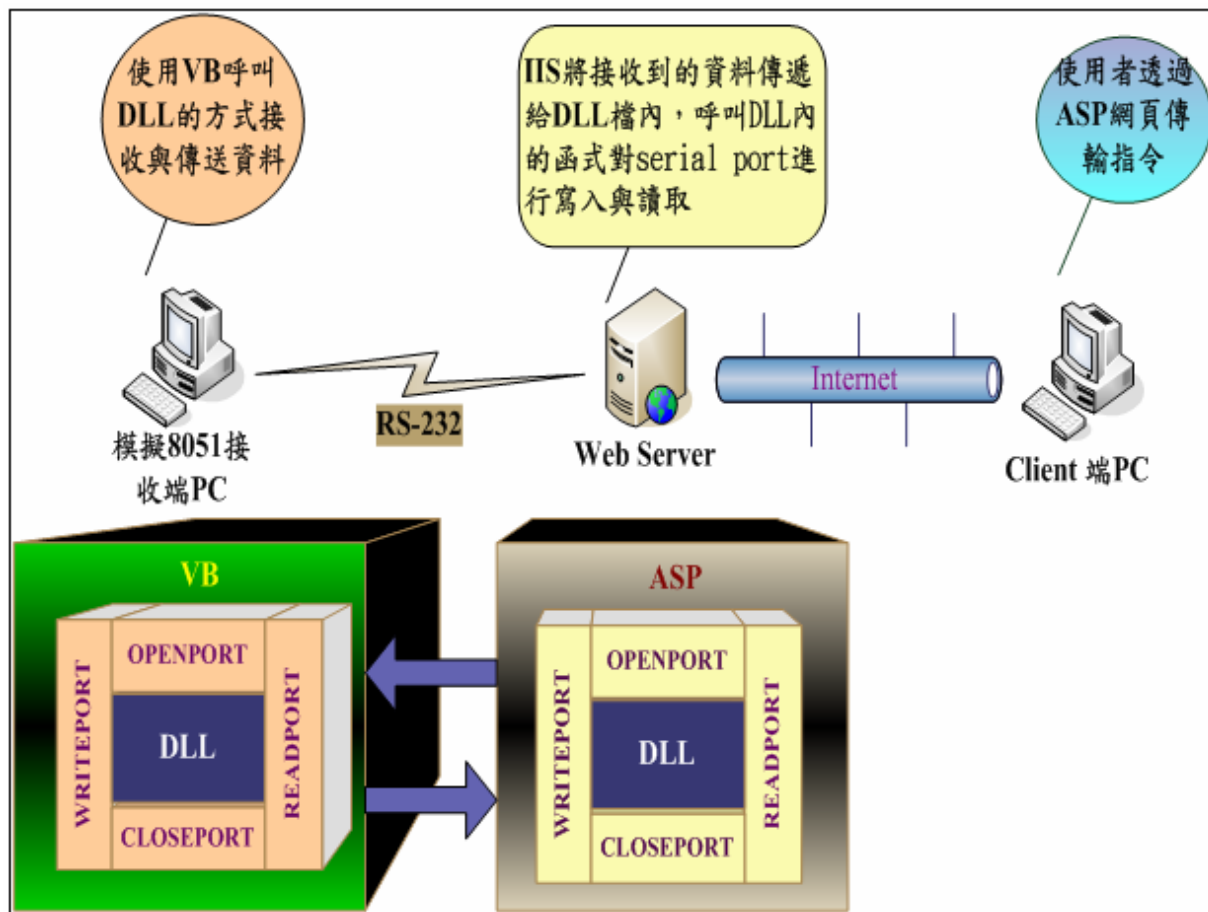 使用VB呼叫
DLL的方式接
收與傳送資料
IIS將接收到的資料傳遞
給DLL檔內，呼叫DLL內
的函式對serial port進
行寫入與讀取
使用者透過
ASP網頁傳
輸指令
RS-232
Internet
模擬8051接
收端PC
Web Server
Client 端PC
VB
WRITEPORT
OPENPORT
DLL
CLOSEPORT
READPORT
ASP
WRITEPORT
OPENPORT
DLL
CLOSEPORT
READPORT